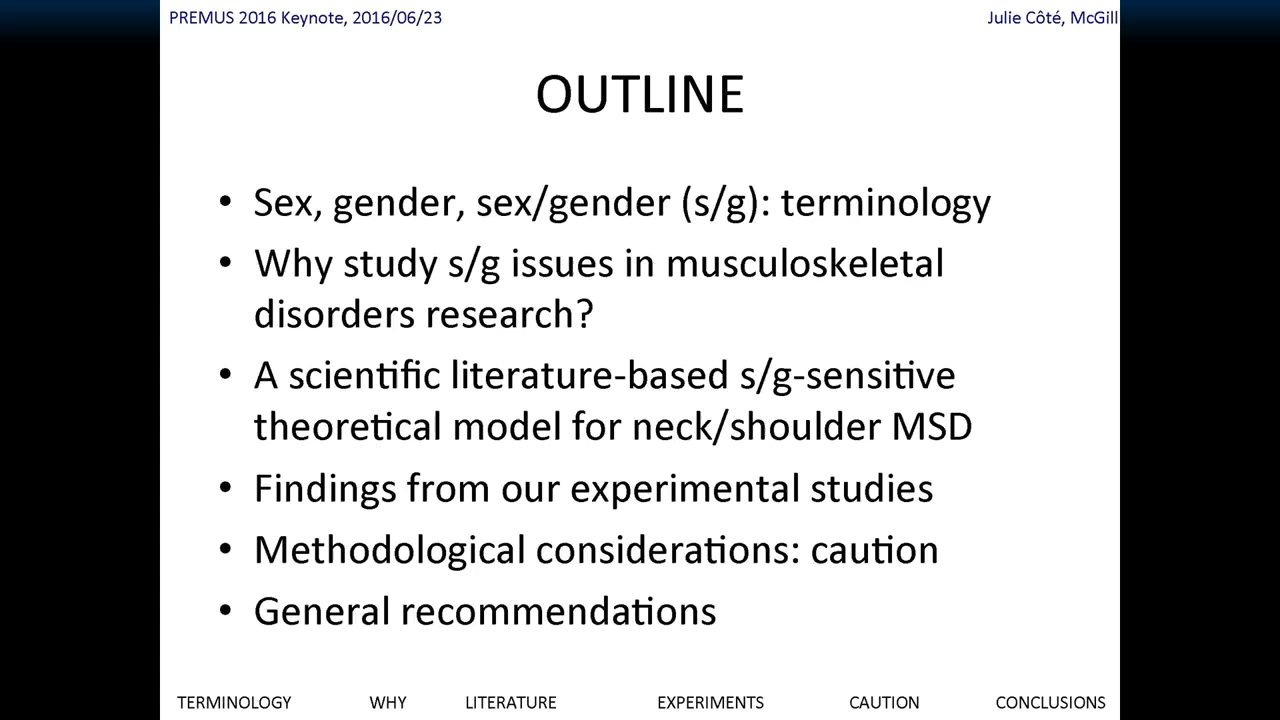 PREMUS 2016 Keynote, 2016/06/23
Julie Côté, McGill
OUTLINE
• Sex, gender, sex/gender (s/g): terminology
• Why study s/g issues in musculoskeletal
disorders research?
• A scientific literature-based s/g-sensitive
theoretical model for neck/shoulder MSD
• Findings from our experimental studies
• Methodological considerations: caution
• General recommendations
TERMINOLOGY WHY LITERATURE EXPERIMENTS CAUTION CONCLUSIONS